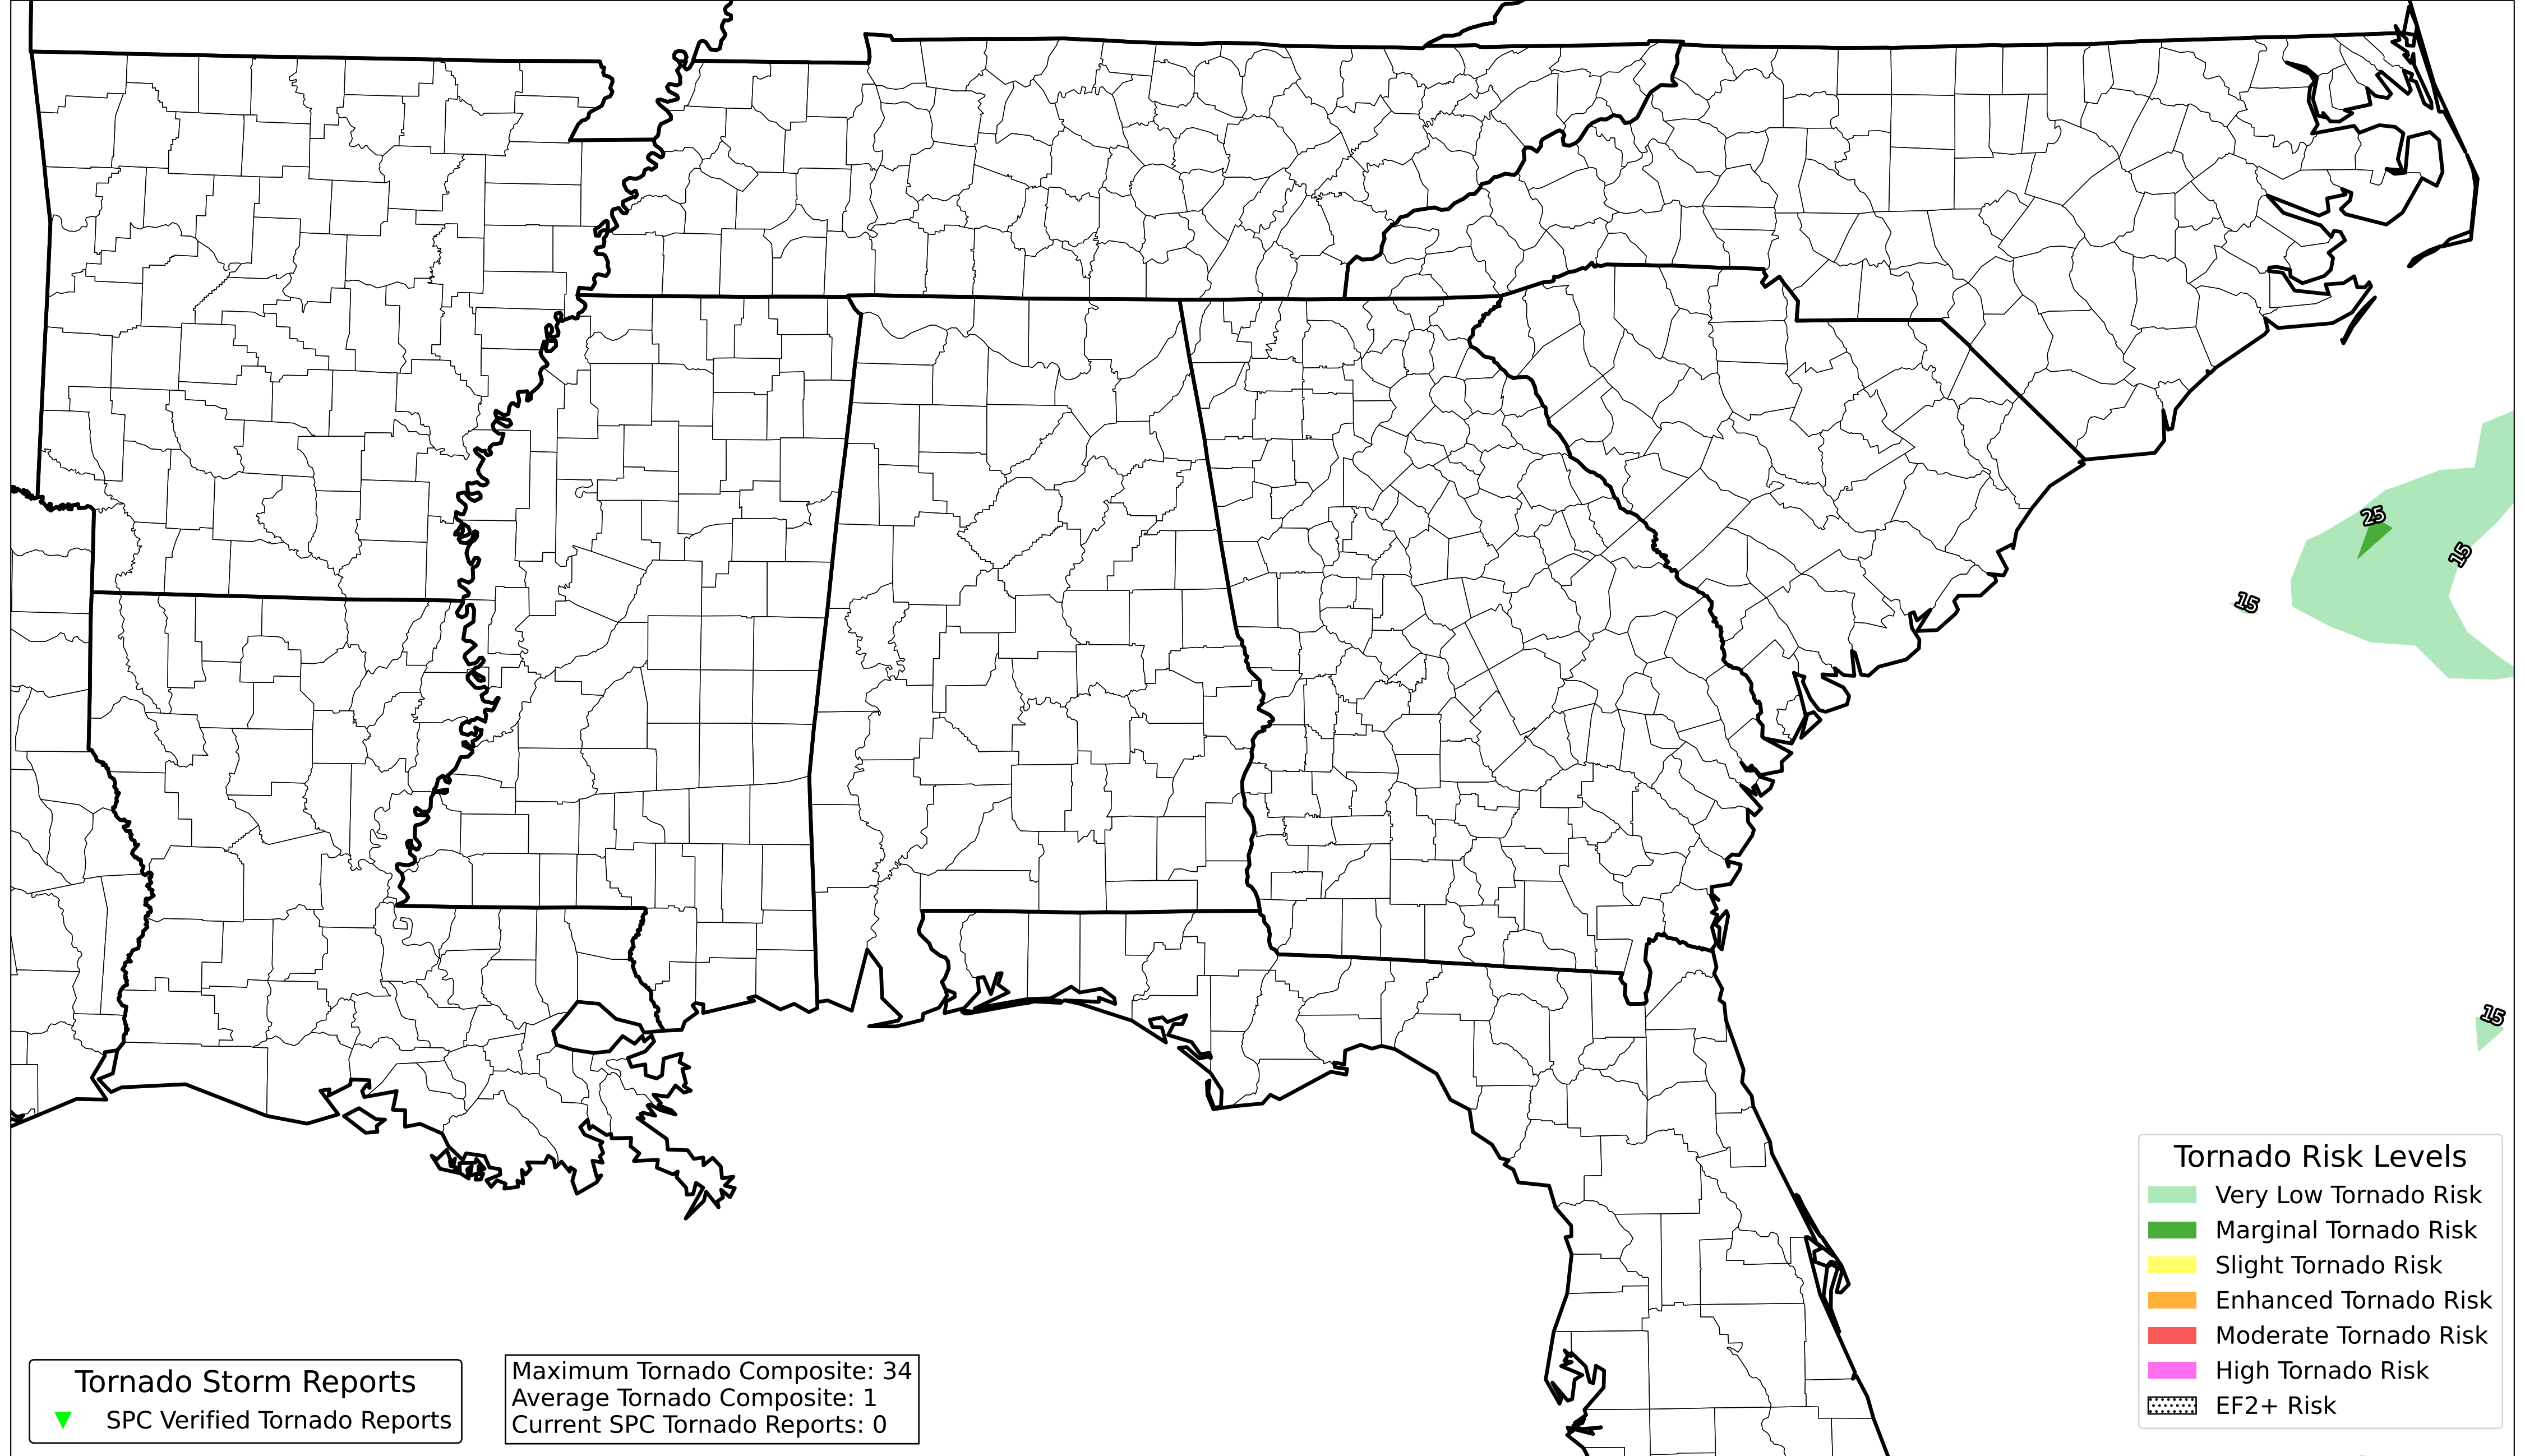 25
15
15
15
Tornado Risk Levels
Very Low Tornado Risk
Marginal Tornado Risk
Slight Tornado Risk
Enhanced Tornado Risk
Moderate Tornado Risk
High Tornado Risk
EF2+ Risk
Tornado Storm Reports
SPC Verified Tornado Reports
Maximum Tornado Composite: 34
Average Tornado Composite: 1
Current SPC Tornado Reports: 0